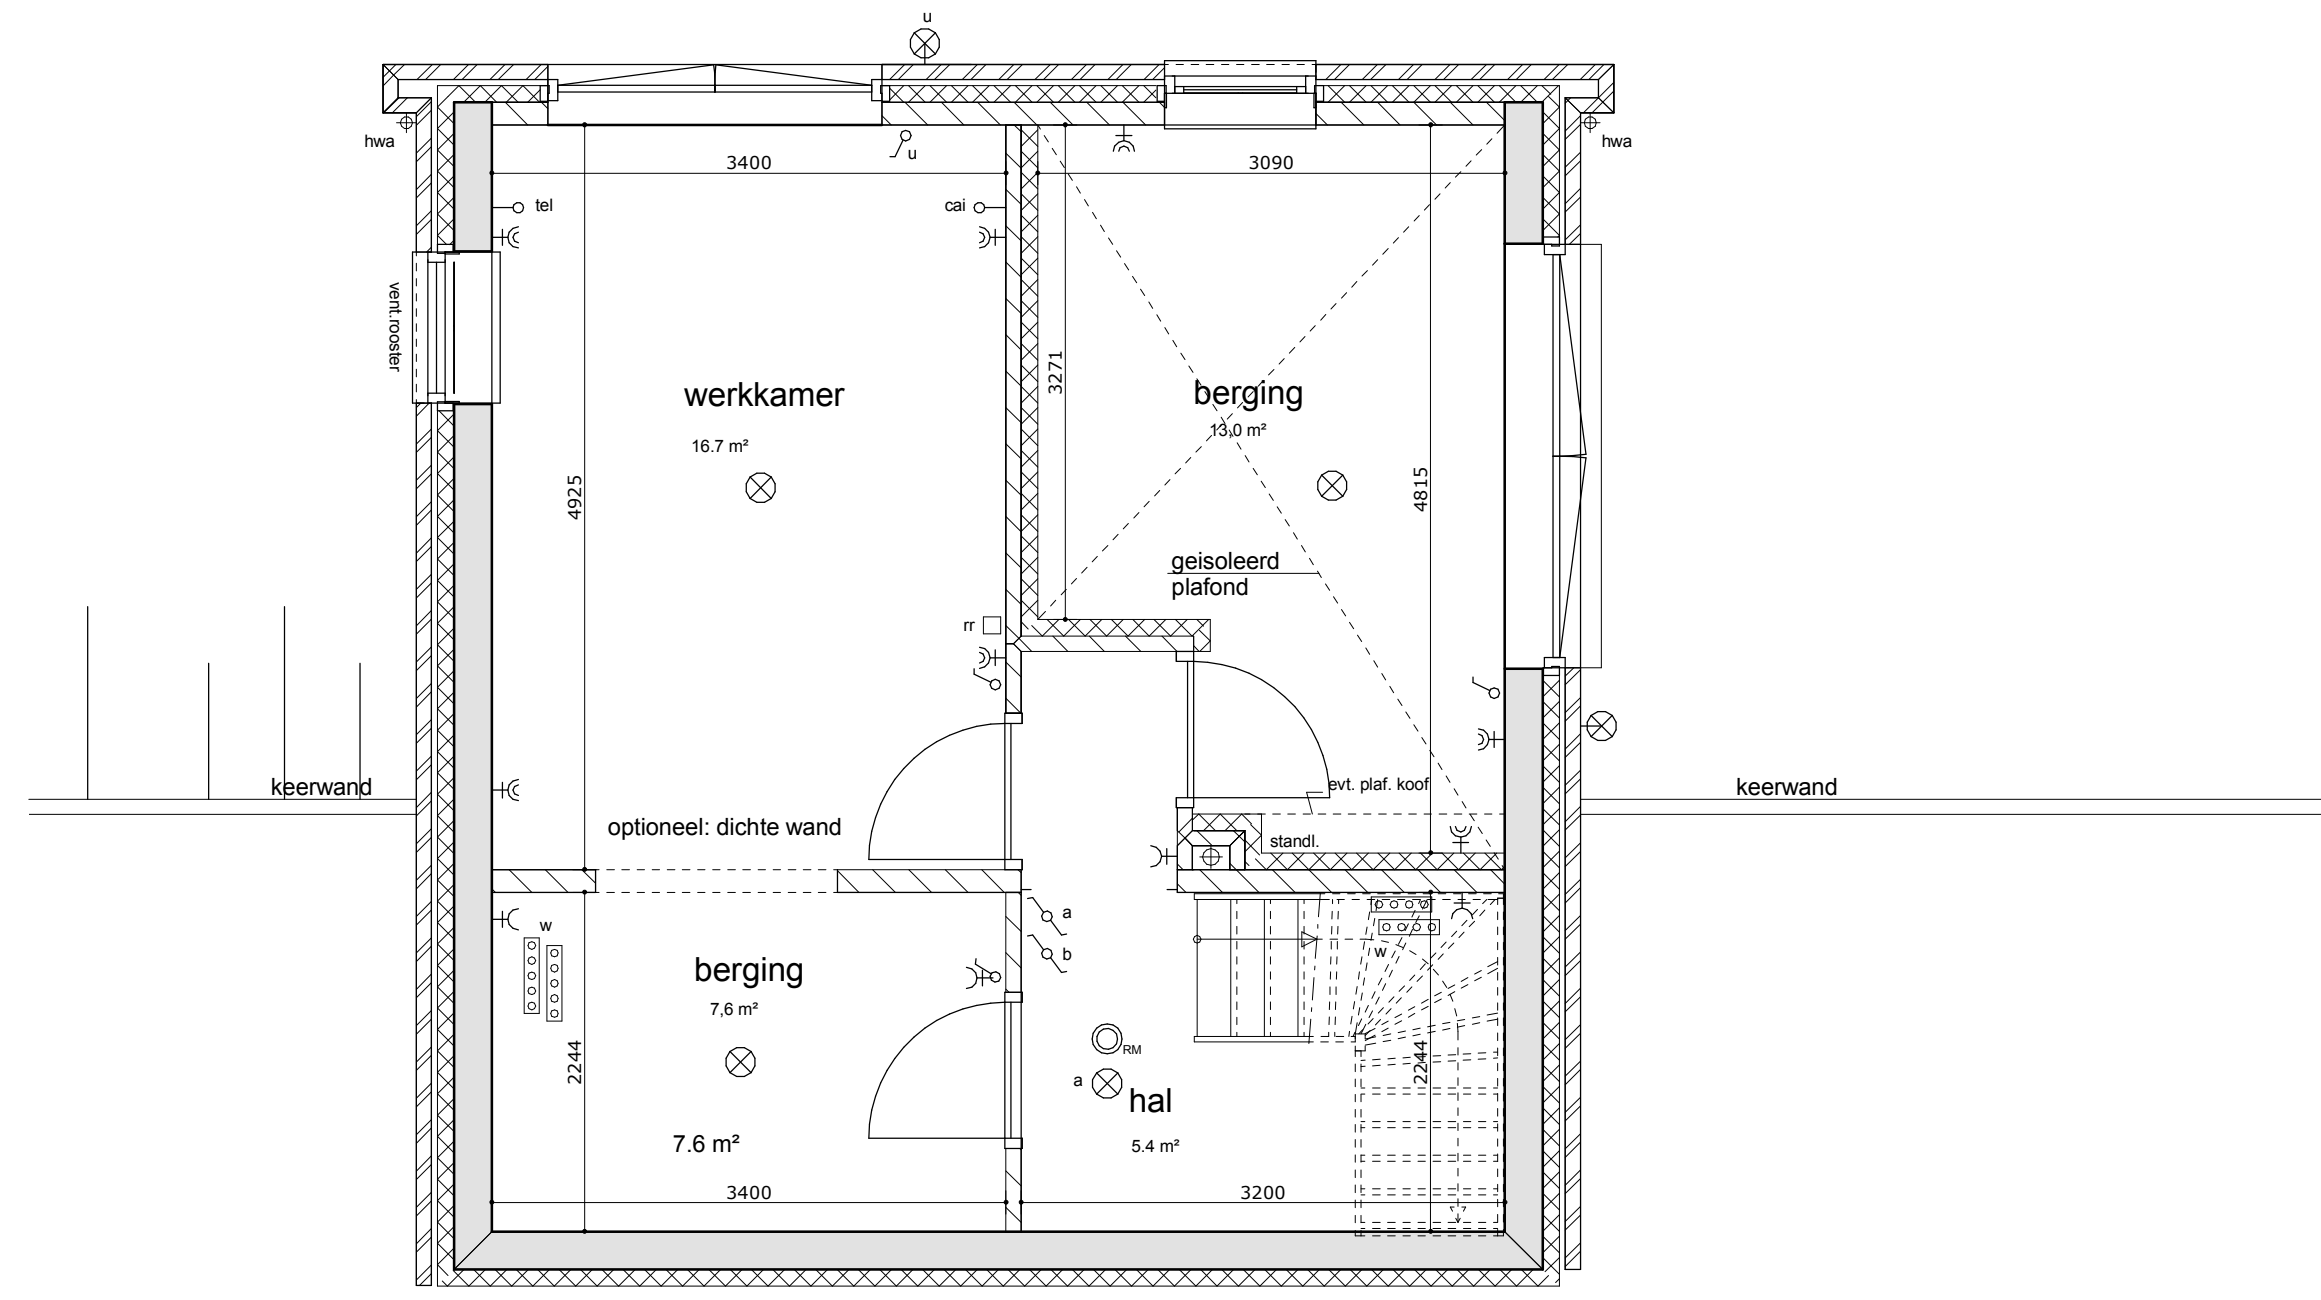 u
hwa
hwa
u
3400
3090
tel
cai
vent.rooster
3271
werkkamer
16.7 m²
berging
13,0 m²
4925
4815
geisoleerd
plafond
rr
keerwand
evt. plaf. koof
keerwand
optioneel: dichte wand
standl.
w
a
b
w
berging
7,6 m²
2244
RM
a
hal
2244
7.6 m²
5.4 m²
3400
3200